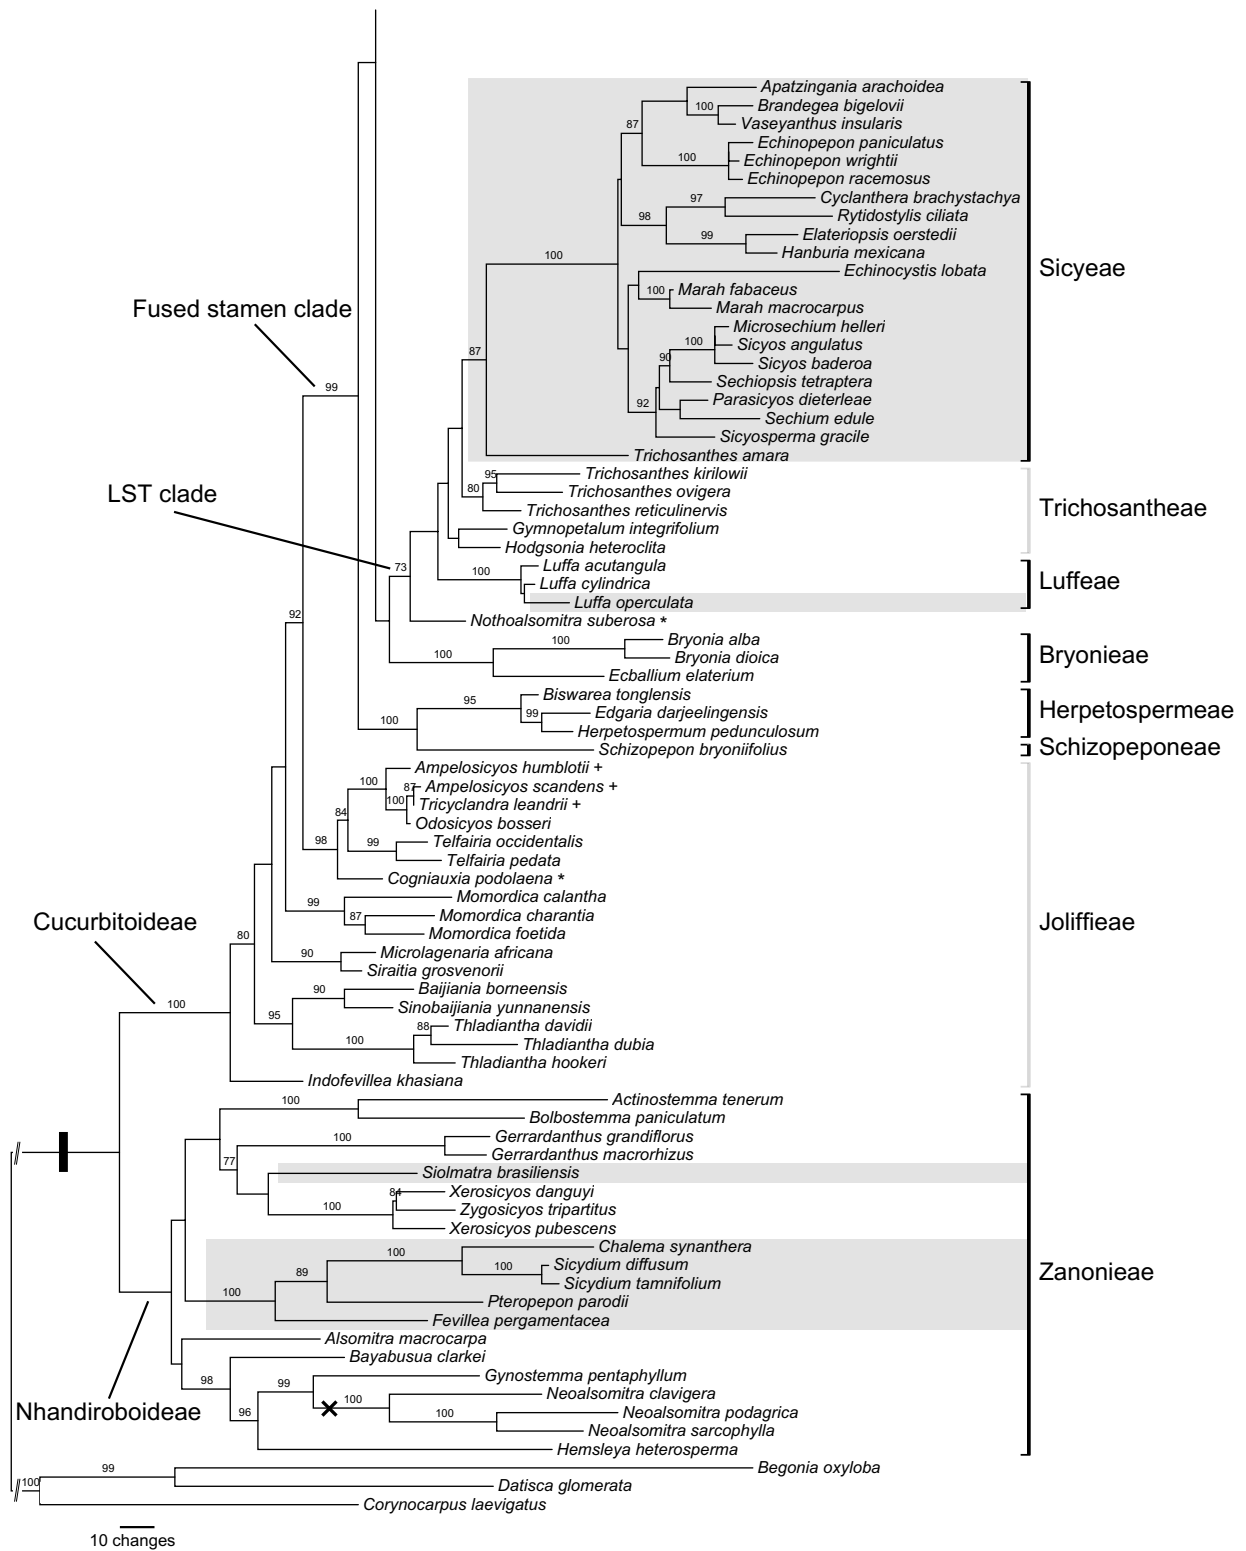 Apatzingania arachoidea
100
Brandegea bigelovii
87
Vaseyanthus insularis
Echinopepon paniculatus
100
Echinopepon wrightii
Echinopepon racemosus
97
Cyclanthera brachystachya
98
Rytidostylis ciliata
99
Elateriopsis oerstedii
Hanburia mexicana
100
Sicyeae
Echinocystis lobata
100
Marah fabaceus
Marah macrocarpus
Fused stamen clade
Microsechium helleri
100
Sicyos angulatus
87
90
Sicyos baderoa
Sechiopsis tetraptera
99
92
Parasicyos dieterleae
Sechium edule
Sicyosperma gracile
Trichosanthes amara
95
Trichosanthes kirilowii
80
Trichosanthes ovigera
LST clade
Trichosanthes reticulinervis
Trichosantheae
Gymnopetalum integrifolium
Hodgsonia heteroclita
73
100
Luffa acutangula
Luffa cylindrica
Luffeae
Luffa operculata
92
Nothoalsomitra suberosa *
100
Bryonia alba
100
Bryonia dioica
Bryonieae
Ecballium elaterium
95
Biswarea tonglensis
99
Edgaria darjeelingensis
Herpetospermeae
100
Herpetospermum pedunculosum
Schizopepon bryoniifolius
Schizopeponeae
Ampelosicyos humblotii +
100
87
Ampelosicyos scandens +
100
Tricyclandra leandrii +
84
Odosicyos bosseri
98
99
Telfairia occidentalis
Telfairia pedata
Cogniauxia podolaena *
99
Momordica calantha
87
Momordica charantia
Cucurbitoideae
Joliffieae
Momordica foetida
80
90
Microlagenaria africana
Siraitia grosvenorii
90
Baijiania borneensis
100
Sinobaijiania yunnanensis
95
88
Thladiantha davidii
100
Thladiantha dubia
Thladiantha hookeri
Indofevillea khasiana
100
Actinostemma tenerum
Bolbostemma paniculatum
100
Gerrardanthus grandiflorus
77
Gerrardanthus macrorhizus
Siolmatra brasiliensis
84
Xerosicyos danguyi
100
Zygosicyos tripartitus
Xerosicyos pubescens
100
Chalema synanthera
100
Sicydium diffusum
89
Sicydium tamnifolium
Zanonieae
100
Pteropepon parodii
Fevillea pergamentacea
Alsomitra macrocarpa
Bayabusua clarkei
98
99
Gynostemma pentaphyllum
100
Neoalsomitra clavigera
Nhandiroboideae
96
100
Neoalsomitra podagrica
Neoalsomitra sarcophylla
Hemsleya heterosperma
99
Begonia oxyloba
100
Datisca glomerata
Corynocarpus laevigatus
10 changes